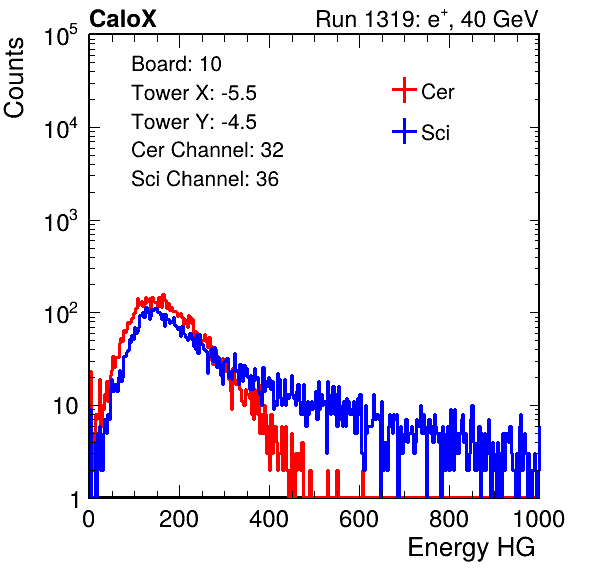 CaloX Run 1319: e⁺, 40 GeV
Board: 10
Tower X: -5.5
Tower Y: -4.5
Cer Channel: 32
Sci Channel: 36
Cer
Sci
Counts
10⁵
10⁴
10³
10²
10
1
0 200 400 600 800 1000
Energy HG